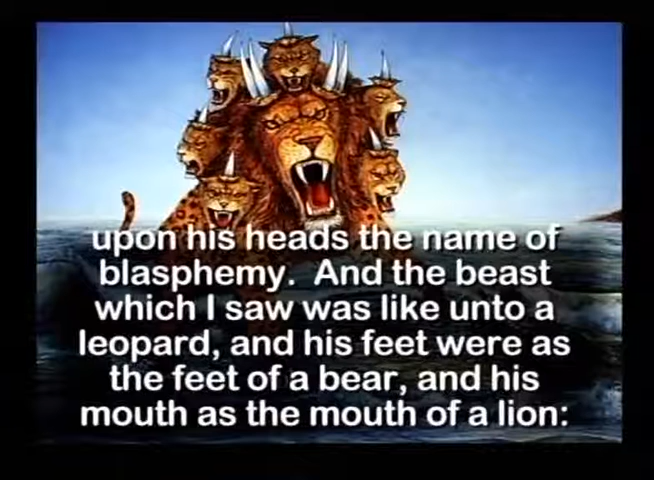 upon his heads the name of
blasphemy.  And the beast
which I saw was like unto a
leopard, and his feet were as
the feet of a bear, and his
mouth as the mouth of a lion: